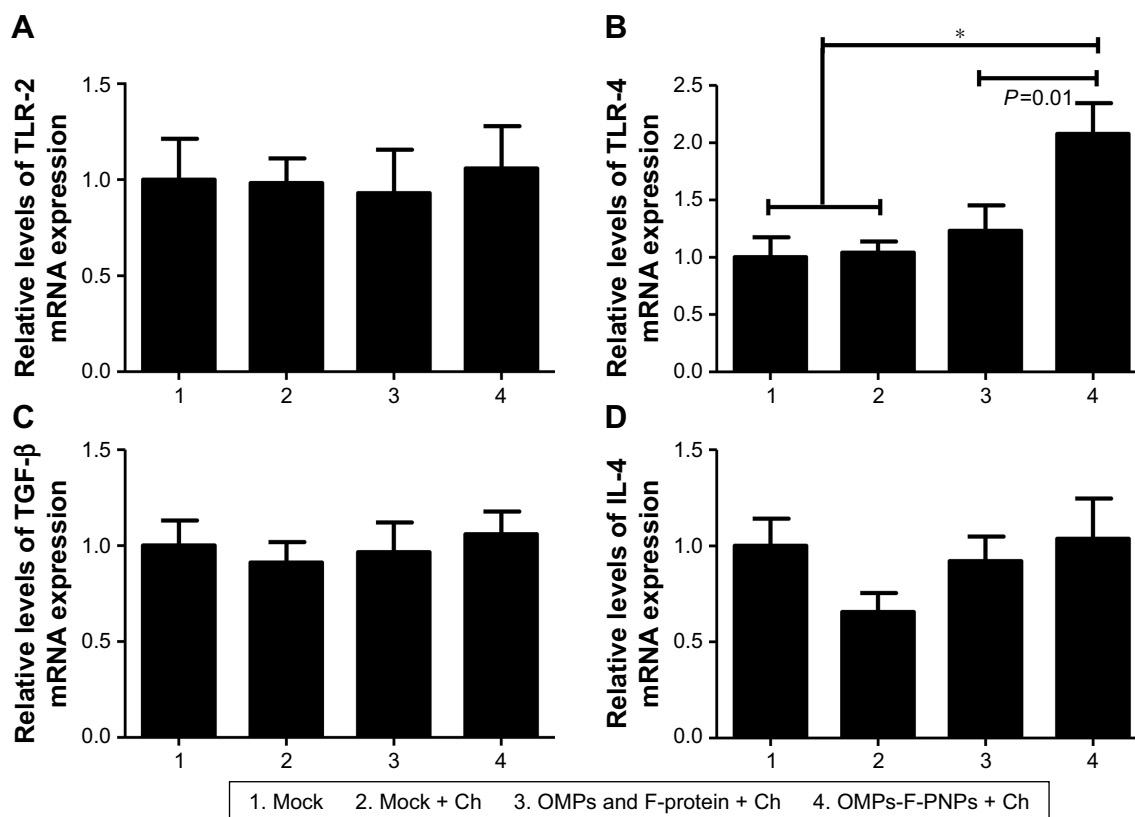 A
Relative levels of TLR-2
mRNA expression
1.5
1.0
0.5
0.0
1 2 3 4
B
Relative levels of TLR-4
mRNA expression
*
P=0.01
2.5
2.0
1.5
1.0
0.5
0.0
1 2 3 4
C
Relative levels of TGF-β
mRNA expression
1.5
1.0
0.5
0.0
1 2 3 4
D
Relative levels of IL-4
mRNA expression
1.5
1.0
0.5
0.0
1 2 3 4
1. Mock 2. Mock + Ch 3. OMPs and F-protein + Ch 4. OMPs-F-PNPs + Ch